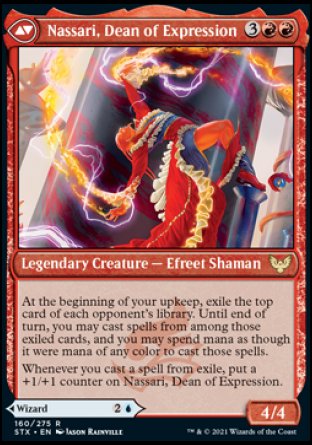 Nassari, Dean of Expression 3
Legendary Creature — Efreet Shaman
At the beginning of your upkeep, exile the top
card of each opponent's library. Until end
of turn, you may cast spells from among those
exiled cards, and you may spend mana as though
it were mana of any color to cast those spells.
Whenever you cast a spell from exile, put a
+1/+1 counter on Nassari, Dean of Expression.
Wizard 2
4/4
160/275 R
STX • EN Jason Rainville
™ & © 2021 Wizards of the Coast